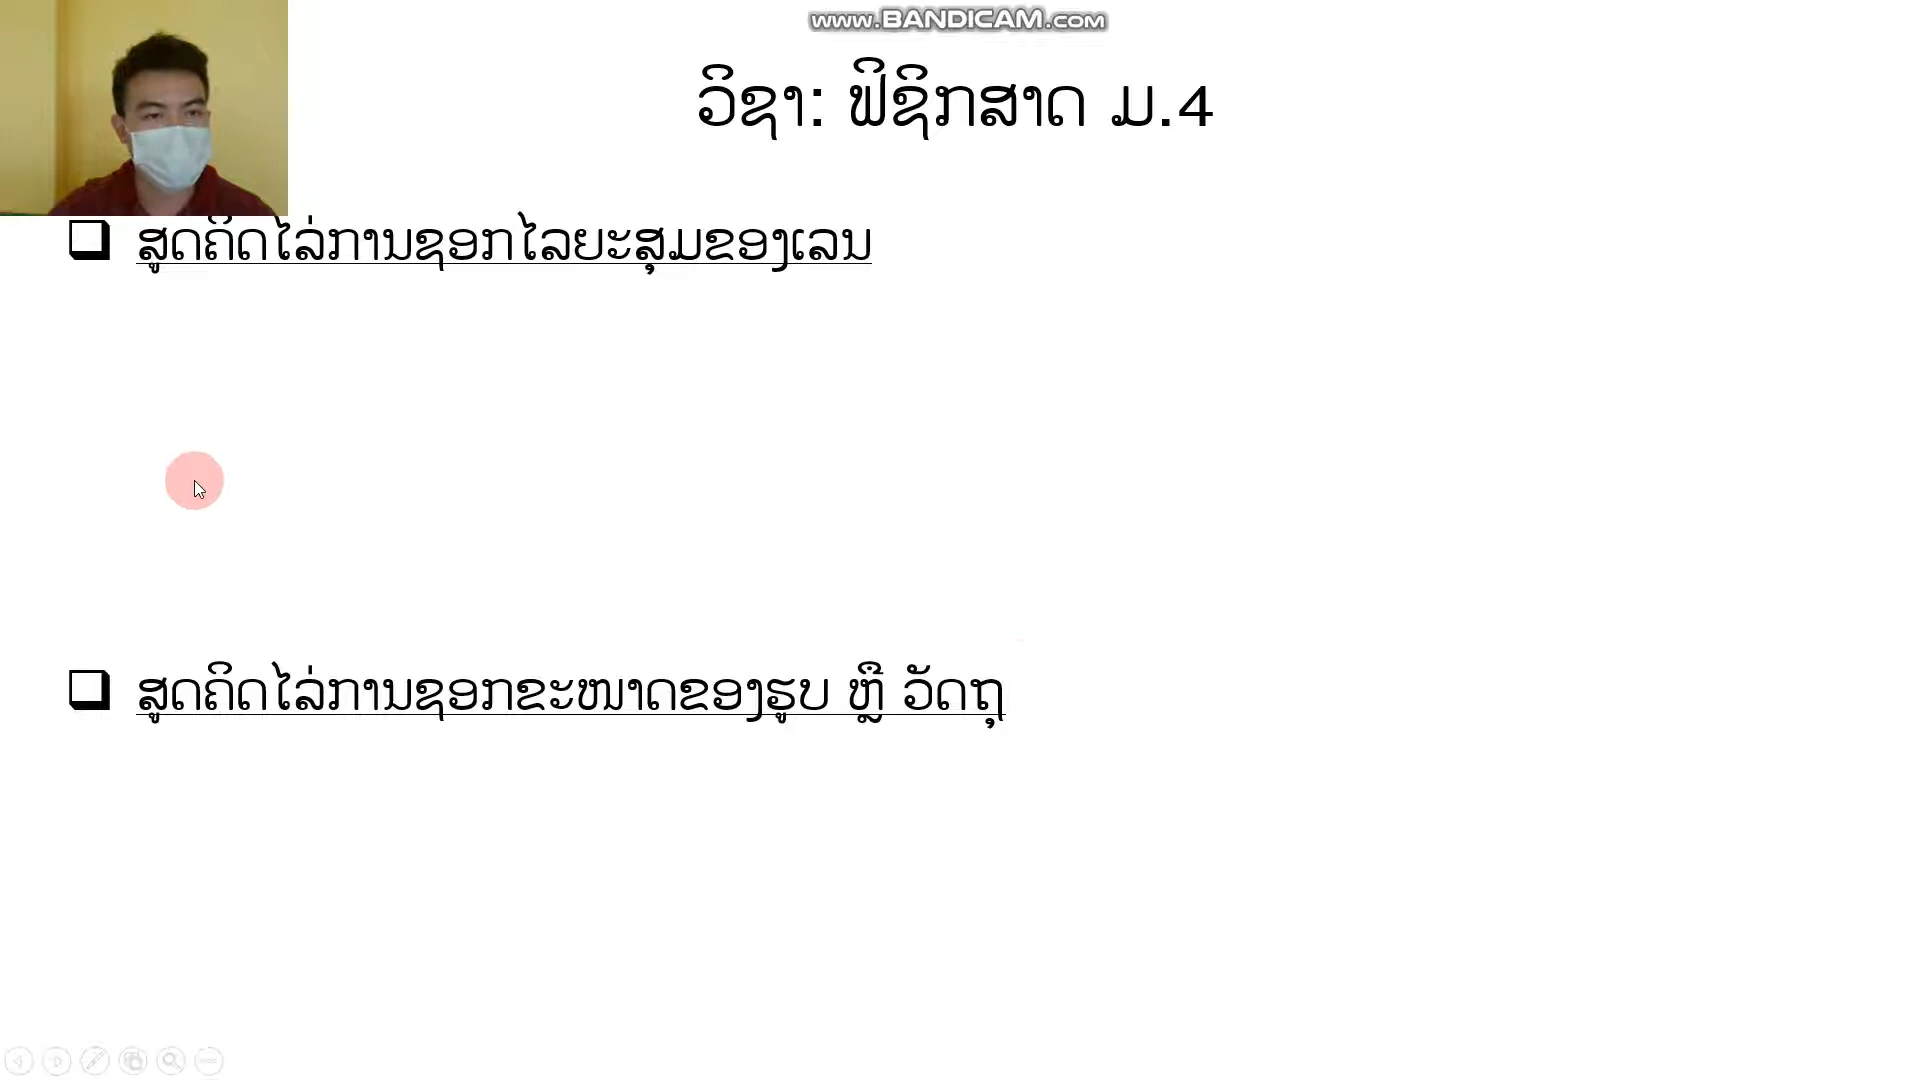 www.BANDICAM.com
ວິຊາ: ຟີຊິກສາດ ມ.4
ສູດຄິດໄລ່ການຊອກໄລຍະສຸມຂອງເລນ
ສູດຄິດໄລ່ການຊອກຂະໜາດຂອງຮູບ ຫຼື ວັດຖຸ